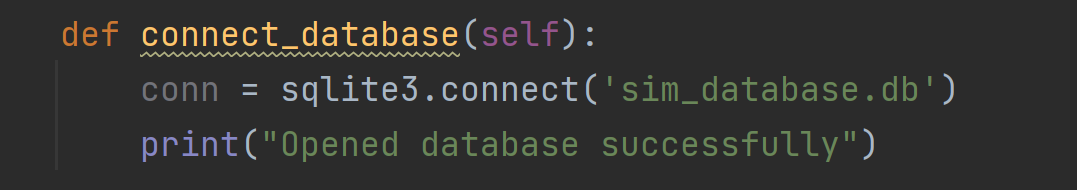 def connect_database(self):
    conn = sqlite3.connect('sim_database.db')
    print("Opened database successfully")